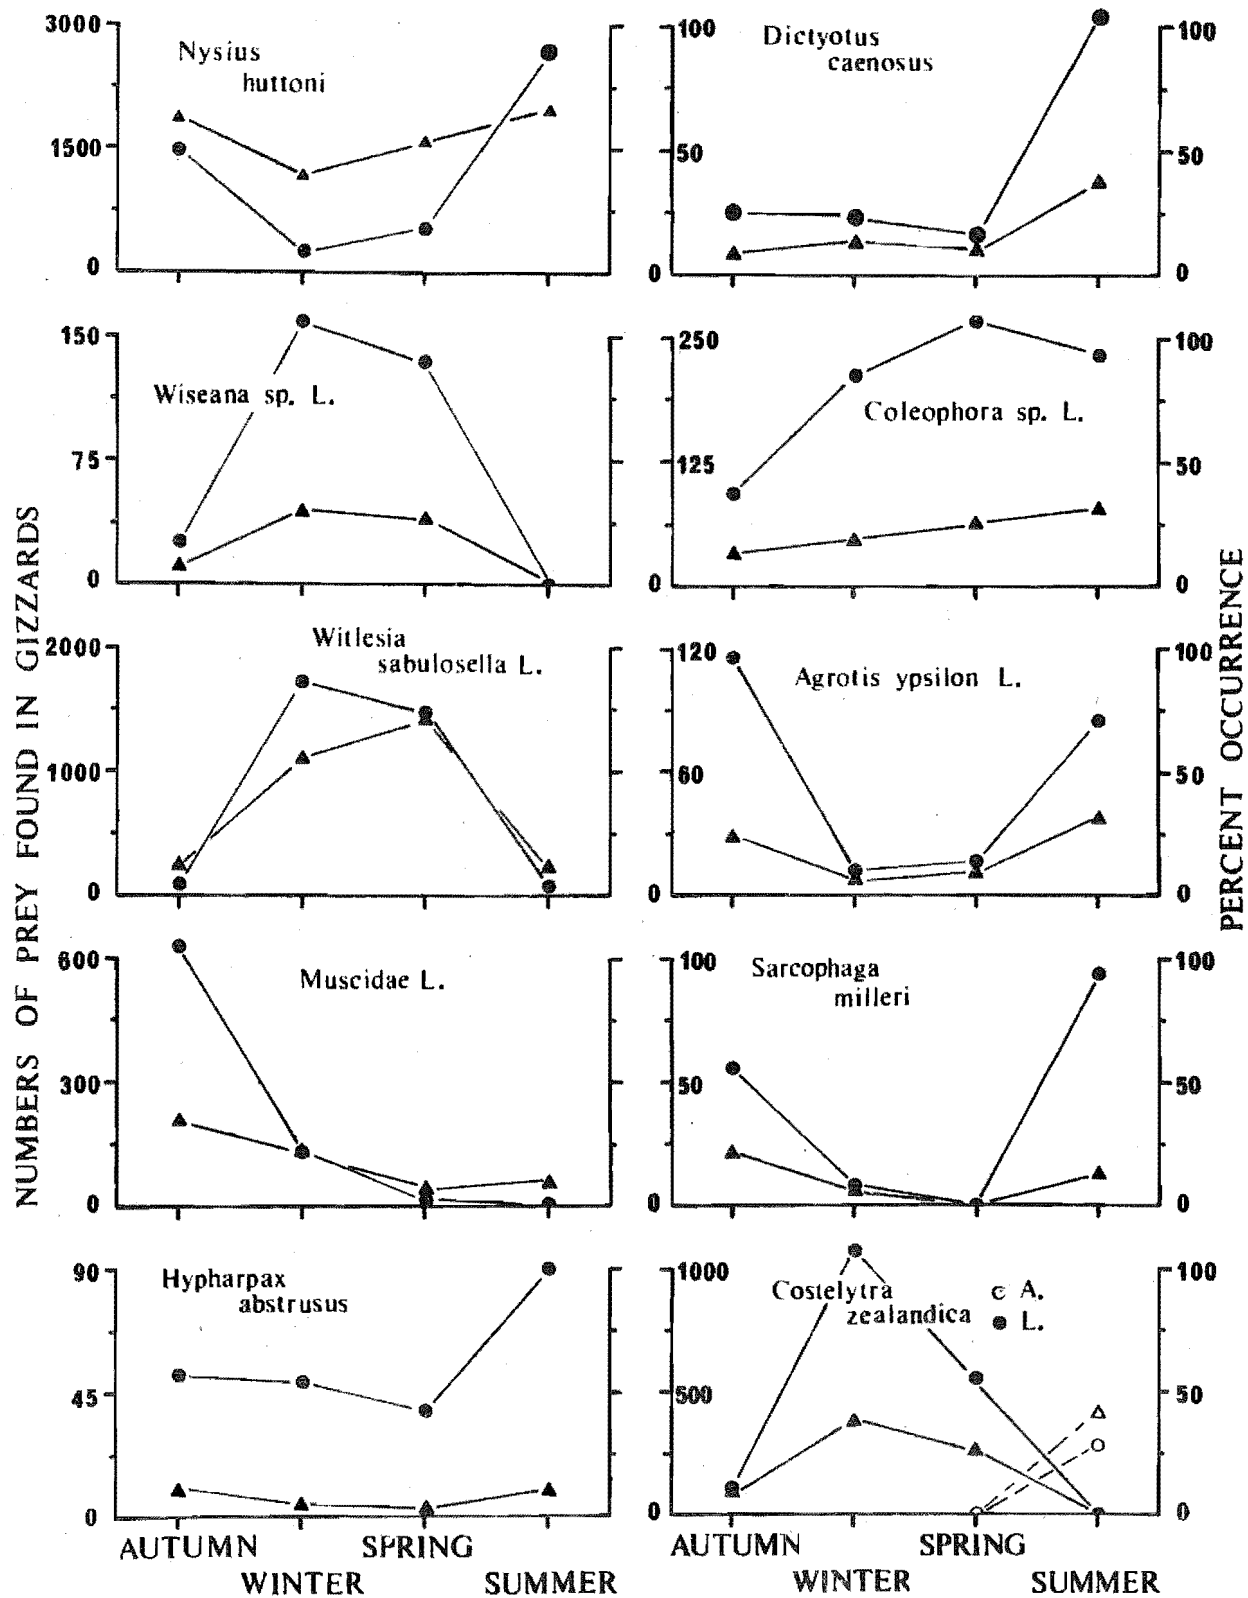 NUMBERS OF PREY FOUND IN GIZZARDS
PERCENT OCCURRENCE
3000
1500
0
Nysius
huttoni
100
50
0
Dictyotus
caenosus
100
50
0
150
75
0
Wiseana sp. L.
250
125
0
Coleophora sp. L.
100
50
0
2000
1000
0
Witlesia
sabulosella L.
120
60
0
Agrotis ypsilon L.
100
50
0
600
300
0
Muscidae L.
100
50
0
Sarcophaga
milleri
100
50
0
90
45
0
Hypharpax
abstrusus
1000
500
0
Costelytra
zealandica
A.
L.
100
50
0
AUTUMN SPRING
WINTER SUMMER
AUTUMN SPRING
WINTER SUMMER